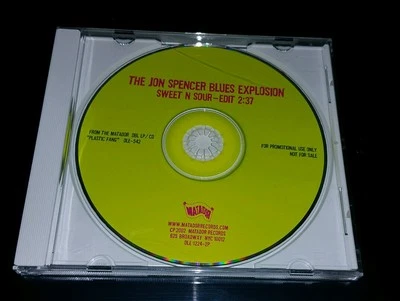 THE JON SPENCER BLUES EXPLOSION
SWEET N SOUR-EDIT 2:37
FROM THE MATADOR
"PLASTIC FANG"
FOR PROMOTIONAL USE ONLY
NOT FOR SALE
MATADOR
WWW.MATADORRECORDS.COM
MATADOR RECORDS
625 BROADWAY, NYC 10012